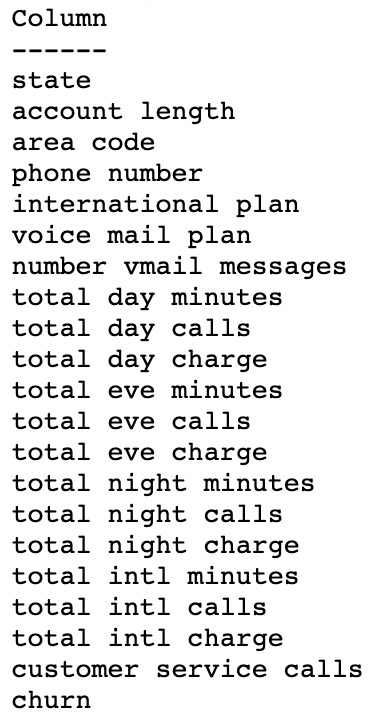 Column
------
state
account length
area code
phone number
international plan
voice mail plan
number vmail messages
total day minutes
total day calls
total day charge
total eve minutes
total eve calls
total eve charge
total night minutes
total night calls
total night charge
total intl minutes
total intl calls
total intl charge
customer service calls
churn